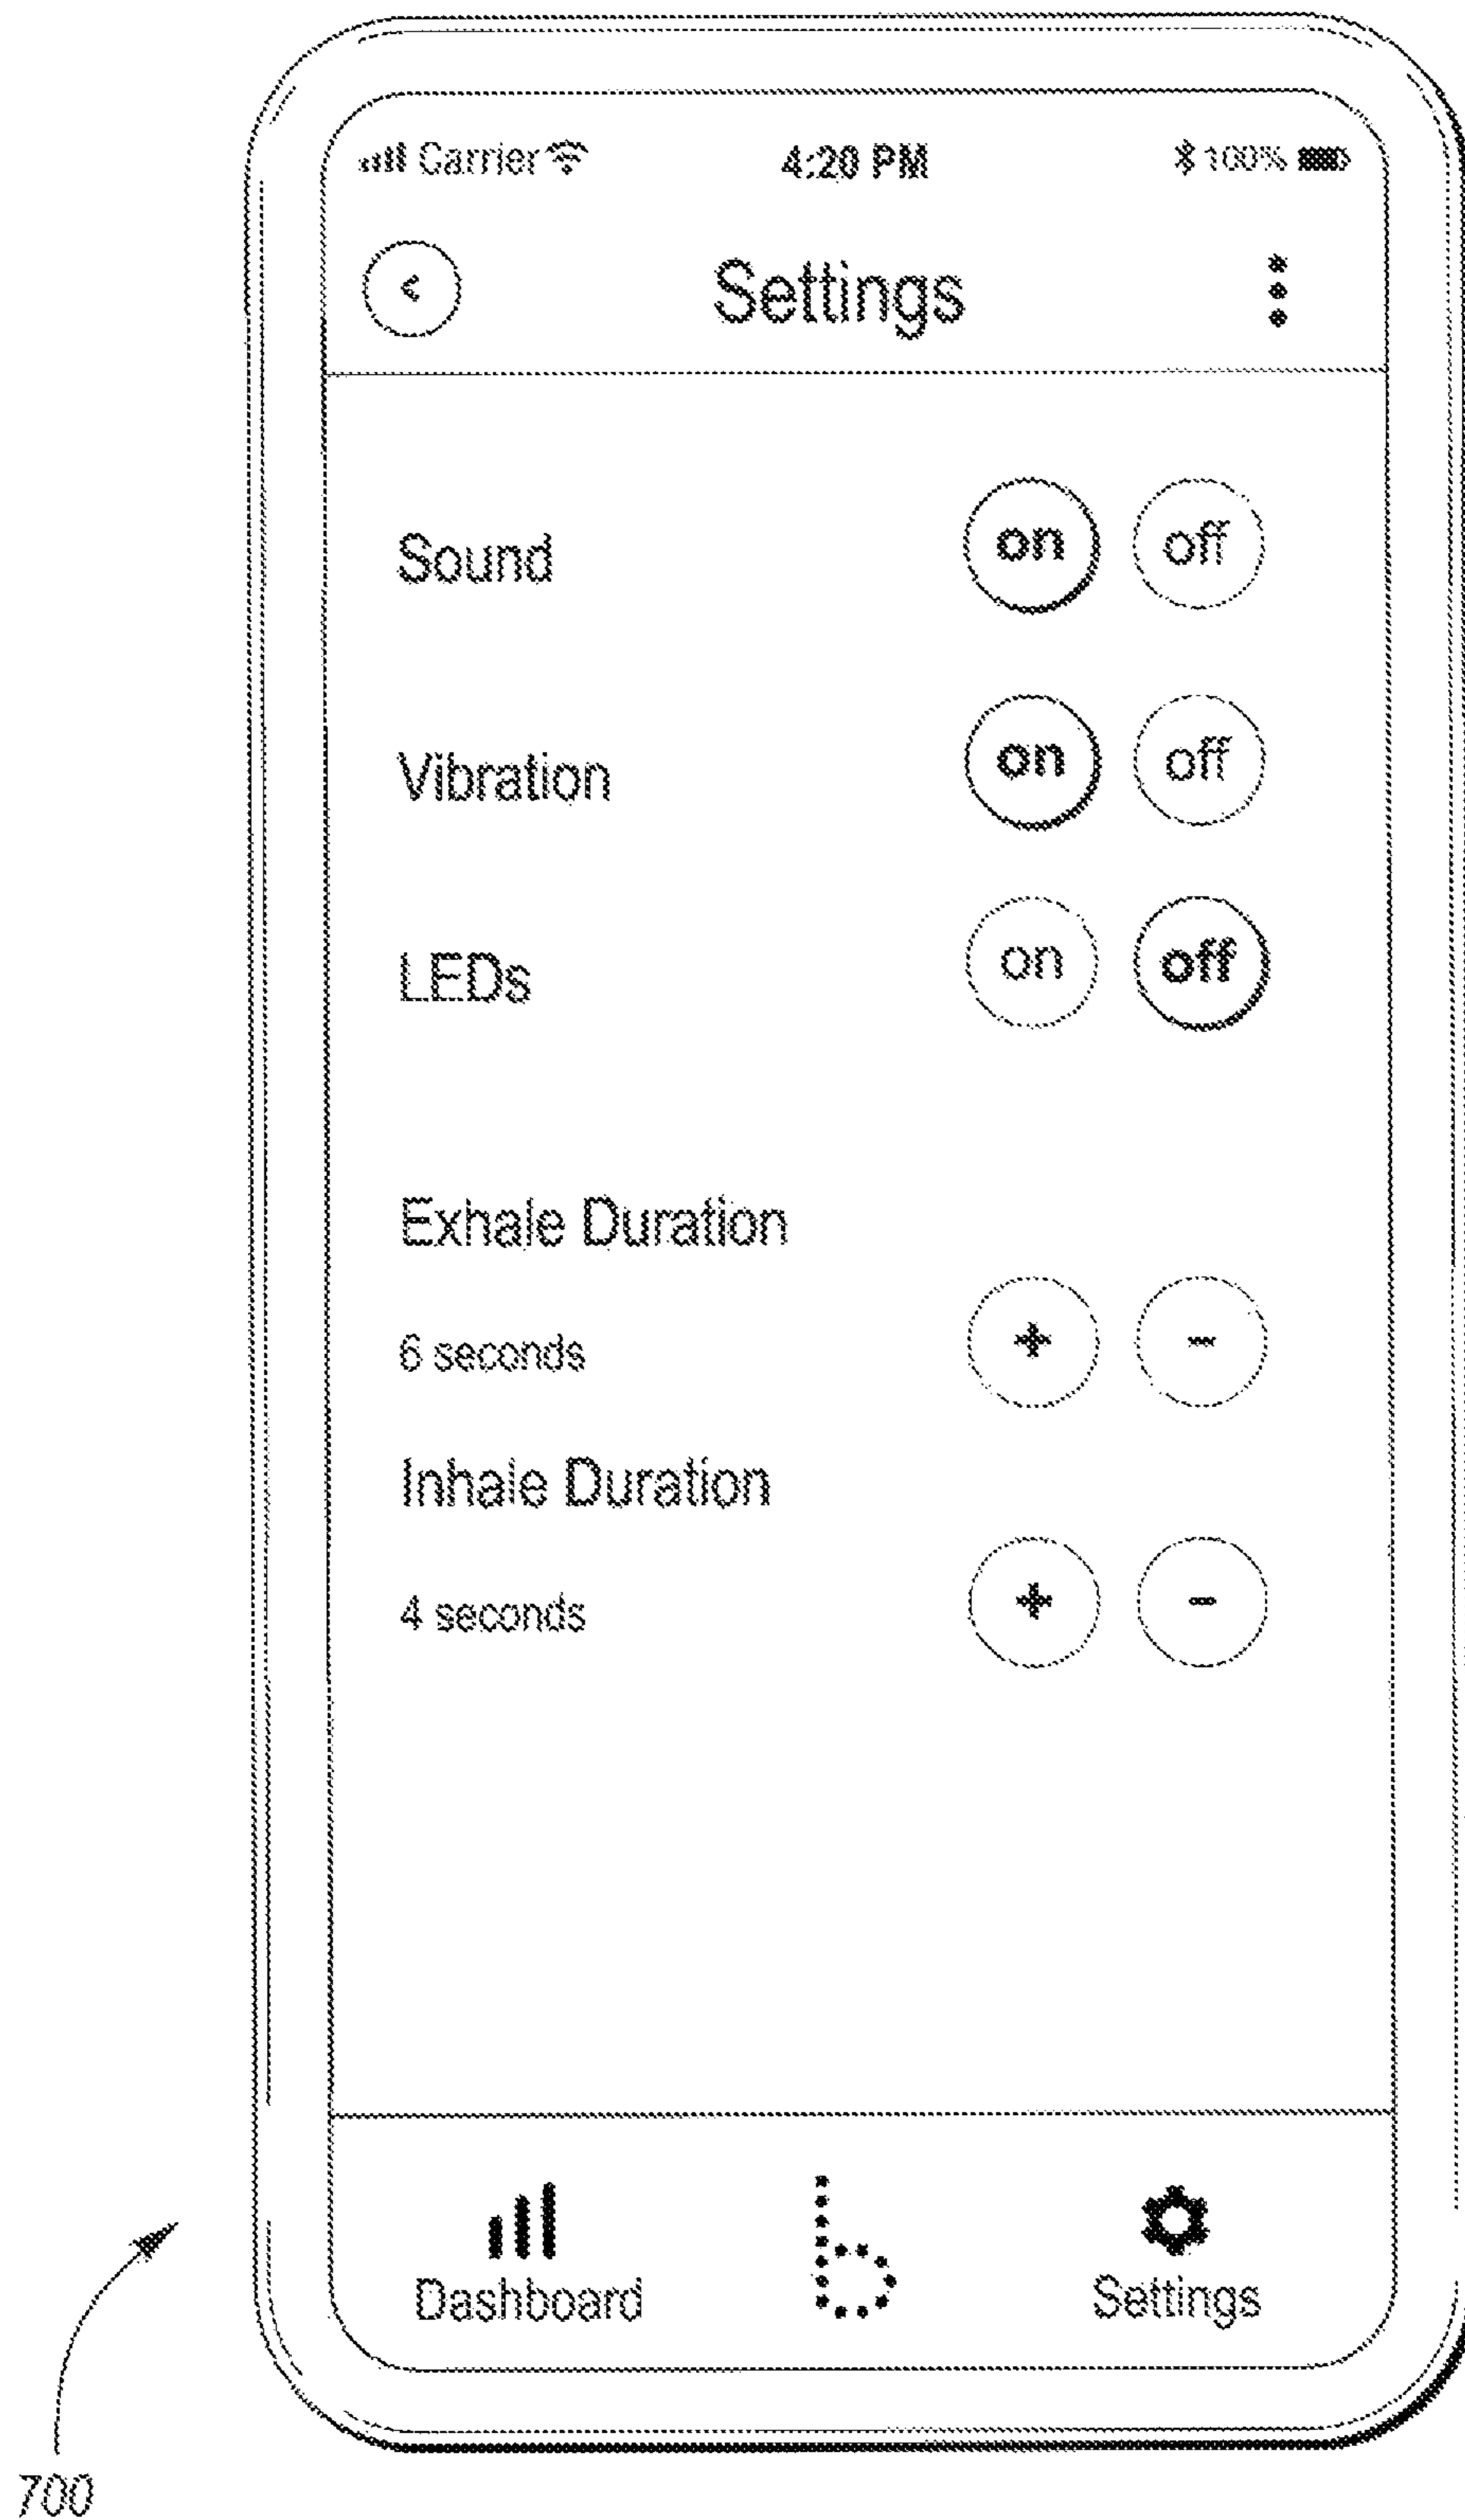 Carrier 4:20 PM 100%
< Settings
Sound on off
Vibration on off
LEDs on off
Exhale Duration
6 seconds + -
Inhale Duration
4 seconds + -
b
Dashboard Settings
700